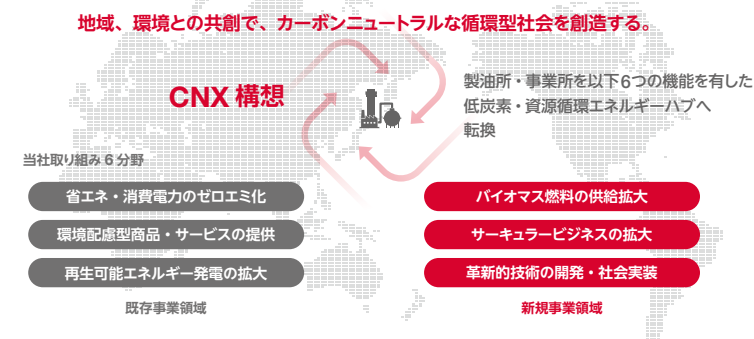 地域、環境との共創で、カーボンニュートラルな循環型社会を創造する。
CNX 構想
製油所・事業所を以下6つの機能を有した
低炭素・資源循環エネルギーハブへ
転換
当社取り組み 6 分野
省エネ・消費電力のゼロエミ化
環境配慮型商品・サービスの提供
再生可能エネルギー発電の拡大
既存事業領域
バイオマス燃料の供給拡大
サーキュラービジネスの拡大
革新的技術の開発・社会実装
新規事業領域